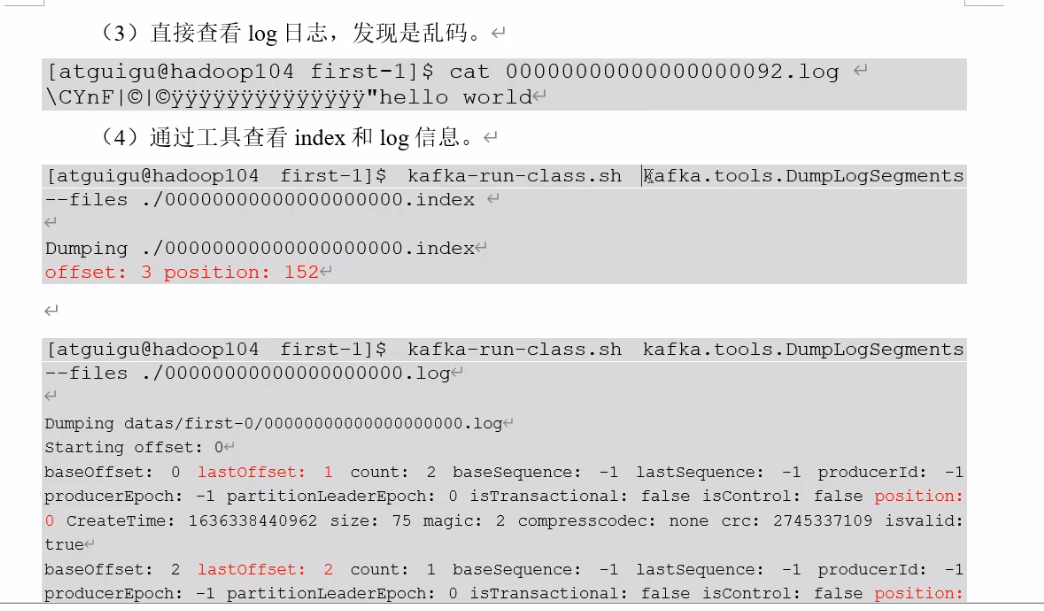 （3）直接查看 log 日志，发现是乱码。
[atguigu@hadoop104 first-1]$ cat 00000000000000000092.log
\CYnF|©|©ÿÿÿÿÿÿÿÿÿÿÿÿÿÿ"hello world
（4）通过工具查看 index 和 log 信息。
[atguigu@hadoop104 first-1]$ kafka-run-class.sh kafka.tools.DumpLogSegments
--files ./00000000000000000000.index
Dumping ./00000000000000000000.index
offset: 3 position: 152
[atguigu@hadoop104 first-1]$ kafka-run-class.sh kafka.tools.DumpLogSegments
--files ./00000000000000000000.log
Dumping datas/first-0/00000000000000000000.log
Starting offset: 0
baseOffset: 0 lastOffset: 1 count: 2 baseSequence: -1 lastSequence: -1 producerId: -1
producerEpoch: -1 partitionLeaderEpoch: 0 isTransactional: false isControl: false position:
0 CreateTime: 1636338440962 size: 75 magic: 2 compresscodec: none crc: 2745337109 isvalid:
true
baseOffset: 2 lastOffset: 2 count: 1 baseSequence: -1 lastSequence: -1 producerId: -1
producerEpoch: -1 partitionLeaderEpoch: 0 isTransactional: false isControl: false position: